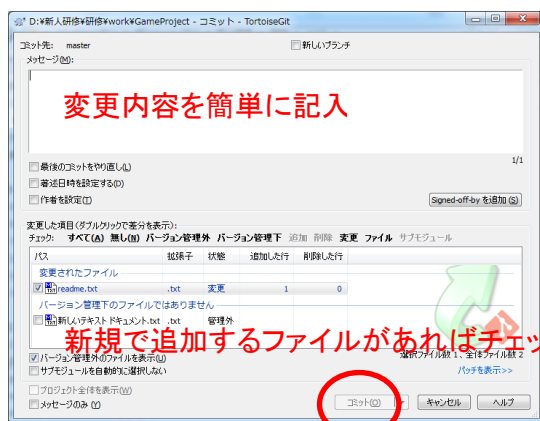 D:¥新人研修¥研修¥work¥GameProject - コミット - TortoiseGit
コミット先: master 新しいブランチ
メッセージ(M):
変更内容を簡単に記入
1/1
最後のコミットをやり直し(L)
著述日時を設定する(D)
作者を設定(T) Signed-off-by を追加(S)
変更した項目(ダブルクリックで差分を表示):
チェック: すべて(A) 無し(N) バージョン管理外 バージョン管理下 追加 削除 変更 ファイル サブモジュール
パス 拡張子 状態 追加した行 削除した行
変更されたファイル
readme.txt .txt 変更 1 0
バージョン管理下のファイルではありません
新しいテキスト ドキュメント.txt .txt 管理外
新規で追加するファイルがあればチェッ
バージョン管理外のファイルを表示(U) 選択ファイル数 1、全体ファイル数 2
サブモジュールを自動的に選択しない パッチを表示>>
プロジェクト全体を表示(W)
メッセージのみ(Y) コミット(O) キャンセル ヘルプ